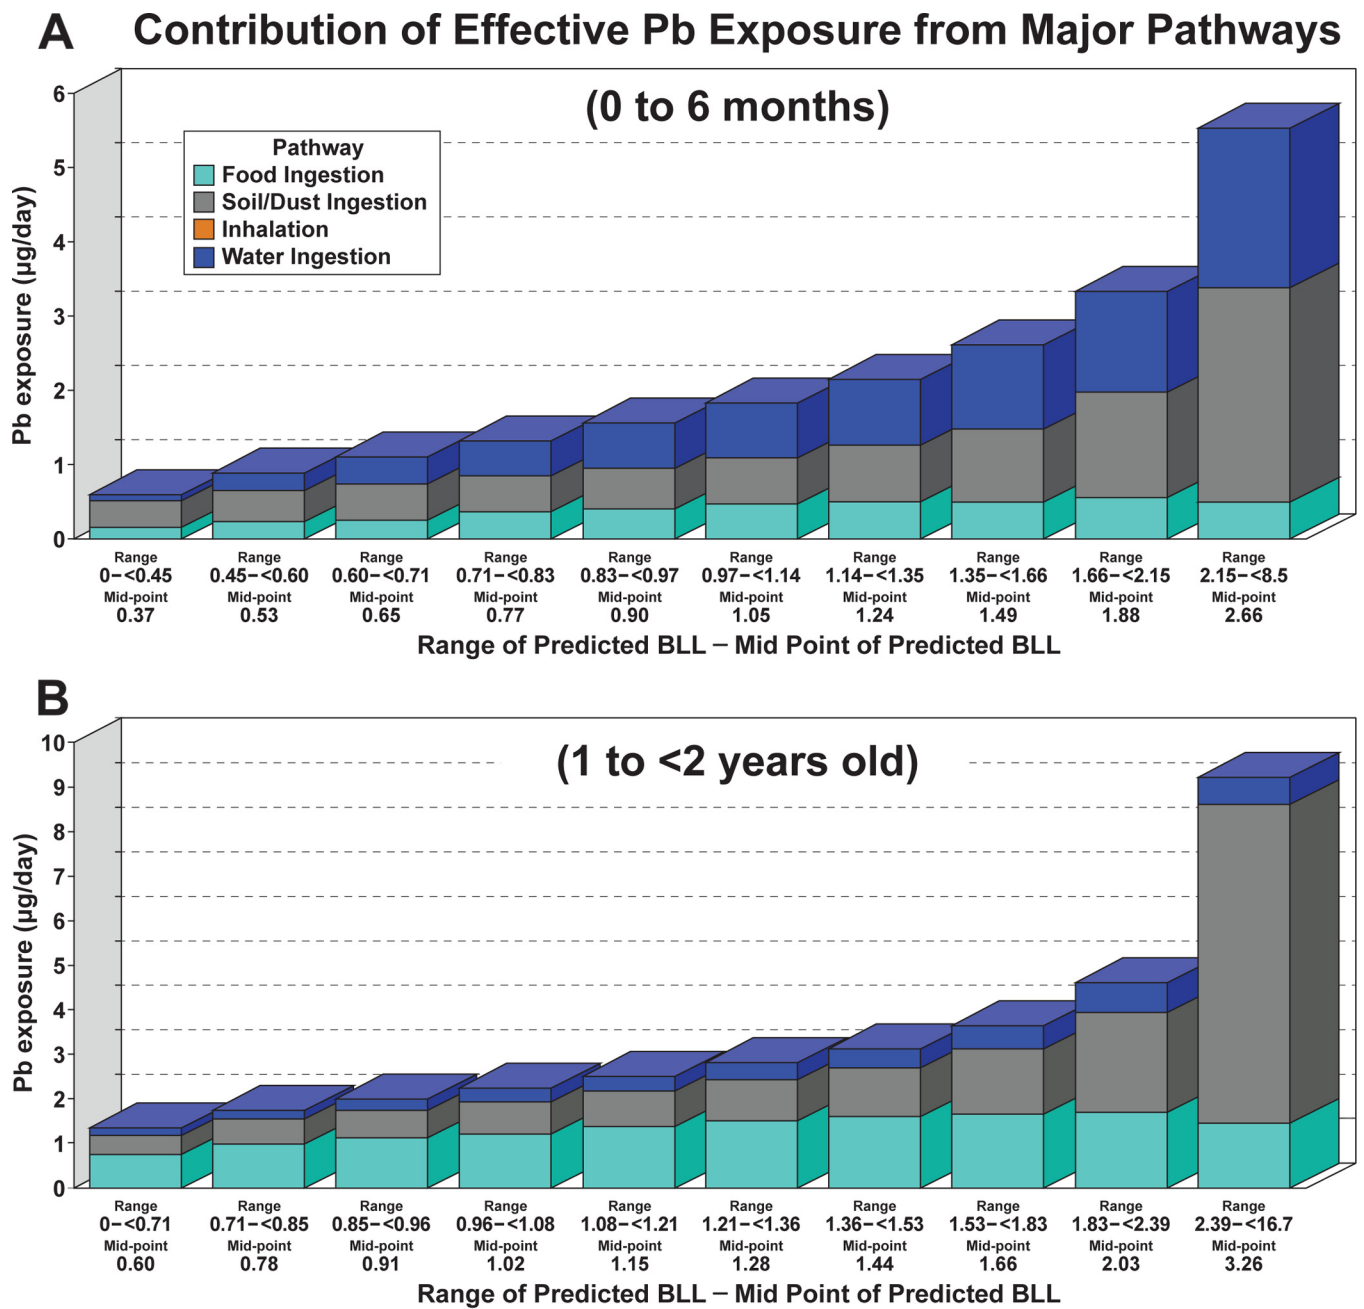 A Contribution of Effective Pb Exposure from Major Pathways
(0 to 6 months)
Pathway
Food Ingestion
Soil/Dust Ingestion
Inhalation
Water Ingestion
Pb exposure (µg/day)
6
5
4
3
2
1
0
Range Range Range Range Range Range Range Range Range Range
0–<0.45 0.45–<0.60 0.60–<0.71 0.71–<0.83 0.83–<0.97 0.97–<1.14 1.14–<1.35 1.35–<1.66 1.66–<2.15 2.15–<8.5
Mid-point Mid-point Mid-point Mid-point Mid-point Mid-point Mid-point Mid-point Mid-point Mid-point
0.37 0.53 0.65 0.77 0.90 1.05 1.24 1.49 1.88 2.66
Range of Predicted BLL – Mid Point of Predicted BLL
B
(1 to <2 years old)
Pb exposure (µg/day)
10
9
8
7
6
5
4
3
2
1
0
Range Range Range Range Range Range Range Range Range Range
0–<0.71 0.71–<0.85 0.85–<0.96 0.96–<1.08 1.08–<1.21 1.21–<1.36 1.36–<1.53 1.53–<1.83 1.83–<2.39 2.39–<16.7
Mid-point Mid-point Mid-point Mid-point Mid-point Mid-point Mid-point Mid-point Mid-point Mid-point
0.60 0.78 0.91 1.02 1.15 1.28 1.44 1.66 2.03 3.26
Range of Predicted BLL – Mid Point of Predicted BLL